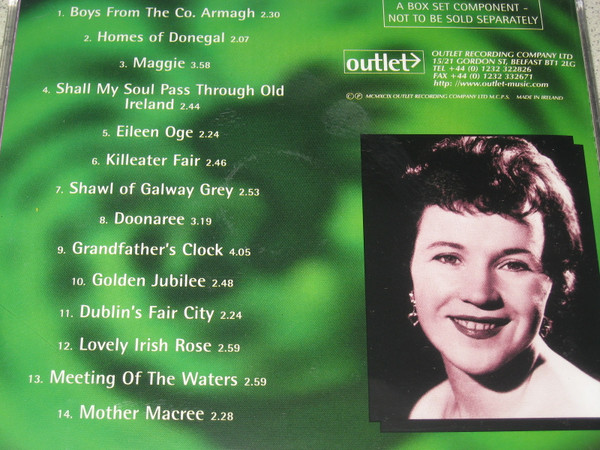 1. Boys From The Co. Armagh 2.30
2. Homes of Donegal 2.07
3. Maggie 3.58
4. Shall My Soul Pass Through Old
Ireland 2.44
5. Eileen Oge 2.24
6. Killeater Fair 2.46
7. Shawl of Galway Grey 2.53
8. Doonaree 3.19
9. Grandfather's Clock 4.05
10. Golden Jubilee 2.48
11. Dublin's Fair City 2.24
12. Lovely Irish Rose 2.59
13. Meeting Of The Waters 2.59
14. Mother Macree 2.28
A BOX SET COMPONENT -
NOT TO BE SOLD SEPARATELY
outlet>
OUTLET RECORDING COMPANY LTD
15/21 GORDON ST, BELFAST BT1 2LG
TEL +44 (0) 1232 322826
FAX +44 (0) 1232 332671
http: //www.outlet-music.com
©Ⓟ MCMXCIX OUTLET RECORDING COMPANY LTD M.C.P.S. MADE IN IRELAND